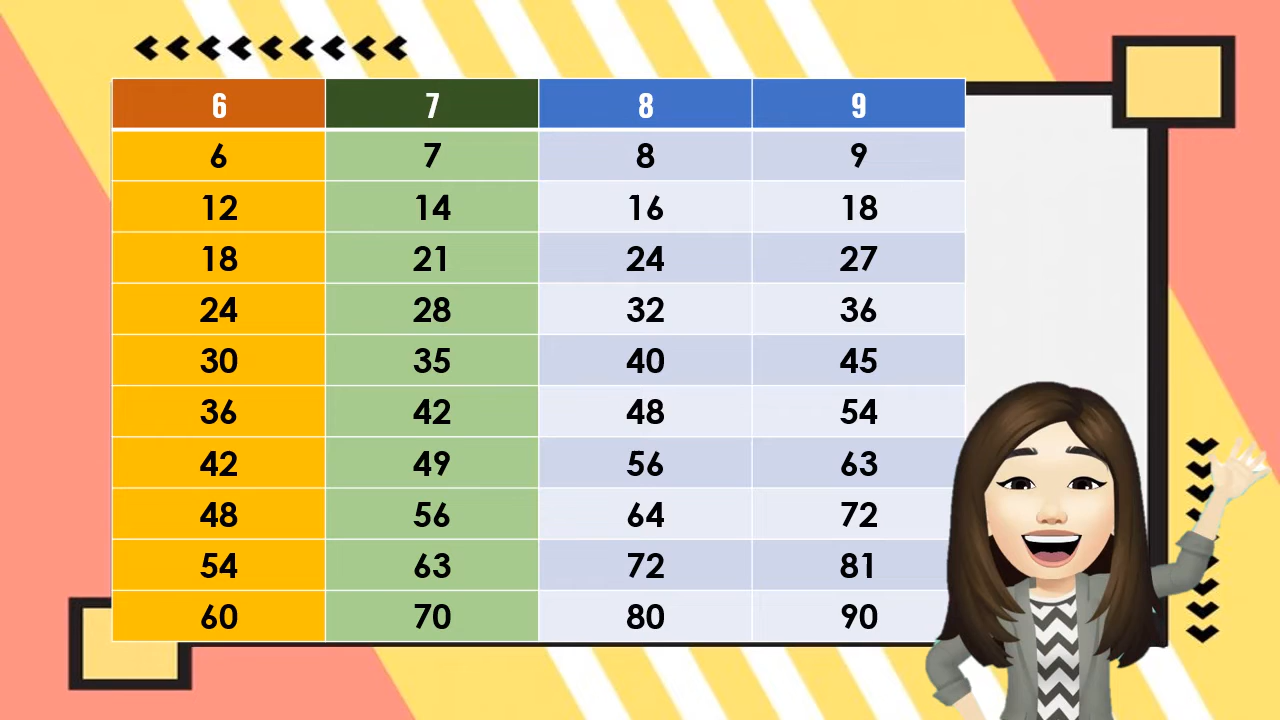 6 7 8 9
6 7 8 9
12 14 16 18
18 21 24 27
24 28 32 36
30 35 40 45
36 42 48 54
42 49 56 63
48 56 64 72
54 63 72 81
60 70 80 90